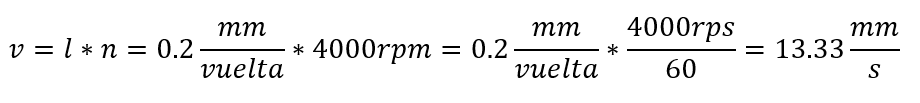 v = l * n = 0.2 mm/vuelta * 4000rpm = 0.2 mm/vuelta * 4000rps/60 = 13.33 mm/s